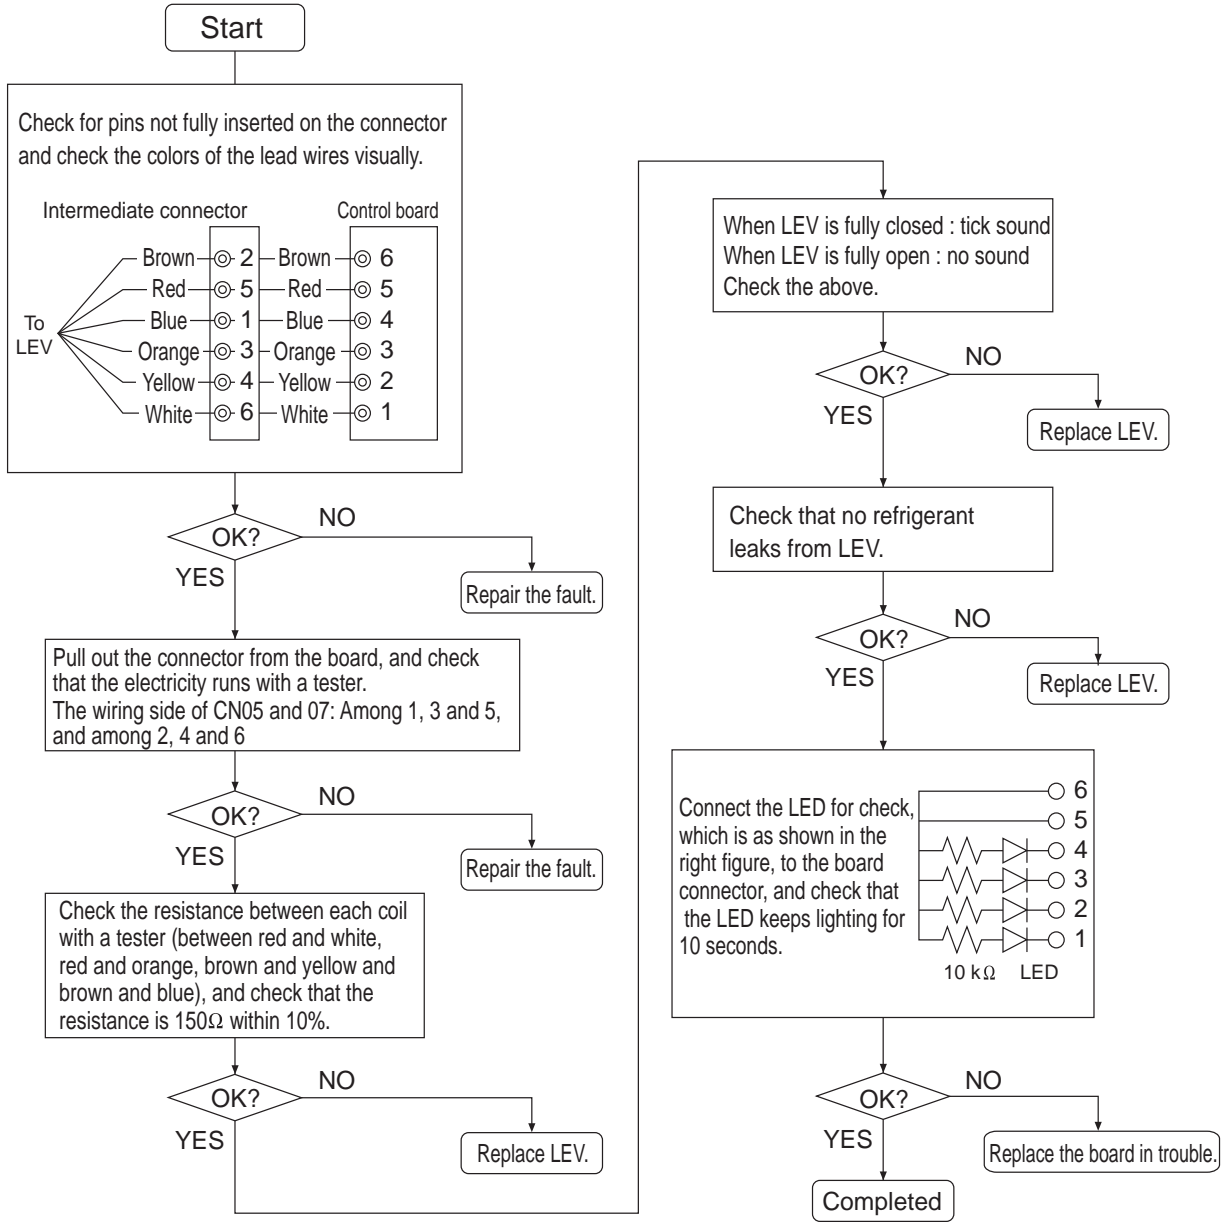 Start
Check for pins not fully inserted on the connector
and check the colors of the lead wires visually.
Intermediate connector
Control board
To
LEV
Brown 2 Brown 6
Red 5 Red 5
Blue 1 Blue 4
Orange 3 Orange 3
Yellow 4 Yellow 2
White 6 White 1
OK?
NO
YES
Repair the fault.
Pull out the connector from the board, and check
that the electricity runs with a tester.
The wiring side of CN05 and 07: Among 1, 3 and 5,
and among 2, 4 and 6
OK?
NO
YES
Repair the fault.
Check the resistance between each coil
with a tester (between red and white,
red and orange, brown and yellow and
brown and blue), and check that the
resistance is 150Ω within 10%.
OK?
NO
YES
Replace LEV.
When LEV is fully closed : tick sound
When LEV is fully open : no sound
Check the above.
OK?
NO
YES
Replace LEV.
Check that no refrigerant
leaks from LEV.
OK?
NO
YES
Replace LEV.
Connect the LED for check,
which is as shown in the
right figure, to the board
connector, and check that
the LED keeps lighting for
10 seconds.
6
5
4
3
2
1
10 kΩ LED
OK?
NO
YES
Replace the board in trouble.
Completed